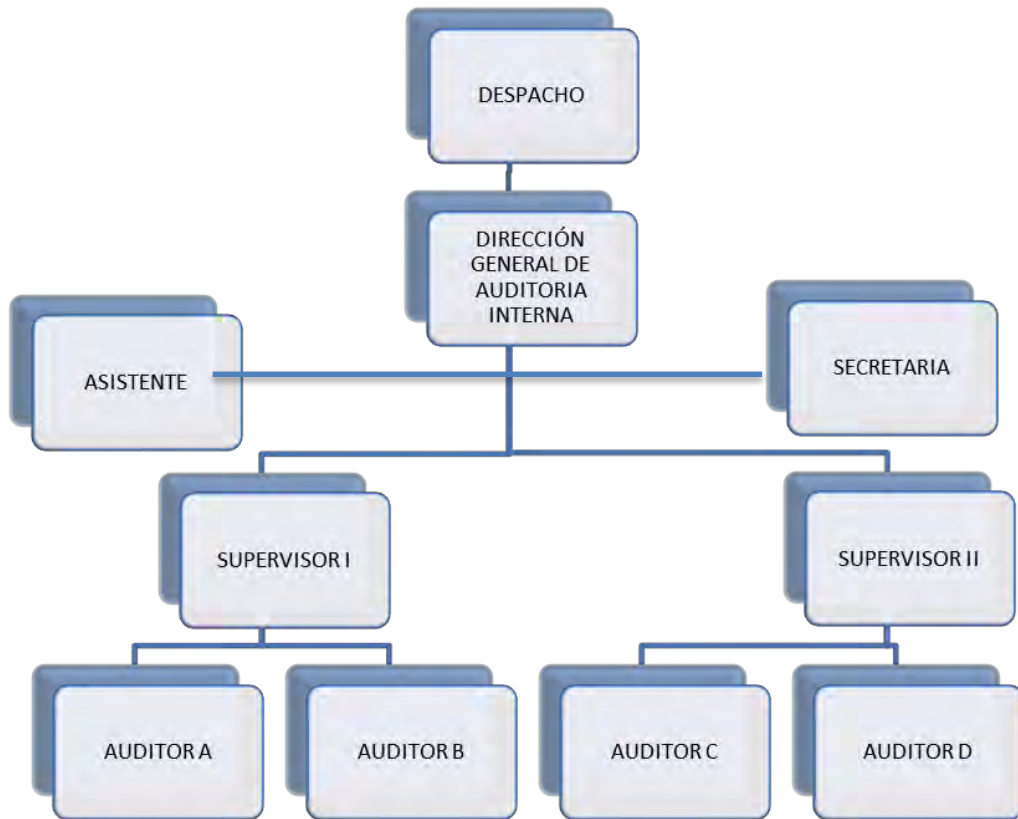 DESPACHO
DIRECCIÓN
GENERAL DE
AUDITORIA
INTERNA
ASISTENTE
SECRETARIA
SUPERVISOR I
SUPERVISOR II
AUDITOR A
AUDITOR B
AUDITOR C
AUDITOR D